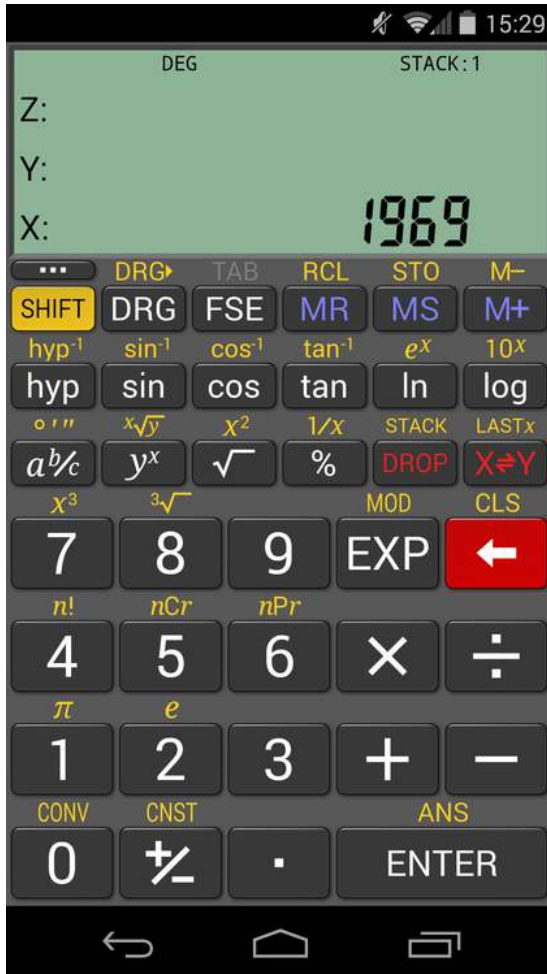 15:29
DEG STACK:1
Z:
Y:
X: 1969
... DRG▸ TAB RCL STO M−
SHIFT DRG FSE MR MS M+
hyp⁻¹ sin⁻¹ cos⁻¹ tan⁻¹ eˣ 10ˣ
hyp sin cos tan ln log
° ' " ˣ√y x² 1/x STACK LASTx
a b/c yˣ √ % DROP X⇌Y
x³ ³√ MOD CLS
7 8 9 EXP ←
n! nCr nPr
4 5 6 × ÷
π e
1 2 3 + −
CONV CNST ANS
0 +/− . ENTER